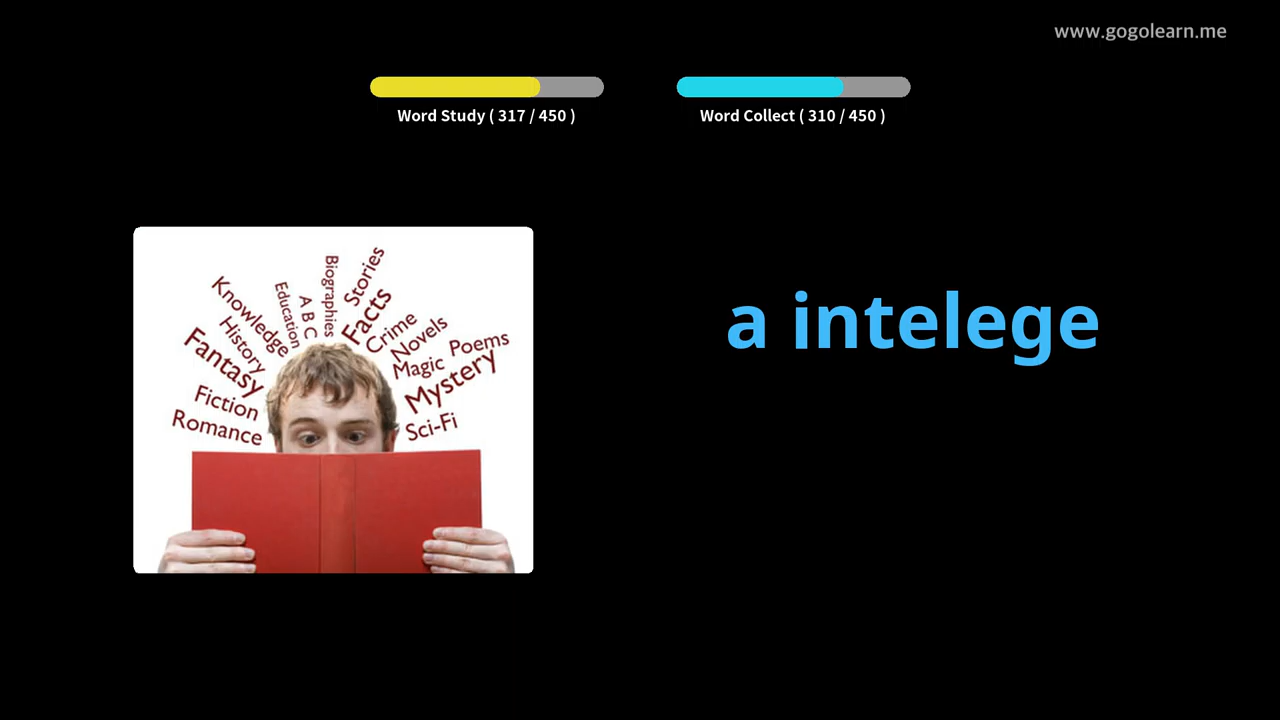 www.gogolearn.me
Word Study ( 317 / 450 )
Word Collect ( 310 / 450 )
a intelege
Romance
Fiction
Fantasy
History
Knowledge
Education
A B C
Biographies
Stories
Facts
Crime
Novels
Magic
Poems
Mystery
Sci-Fi